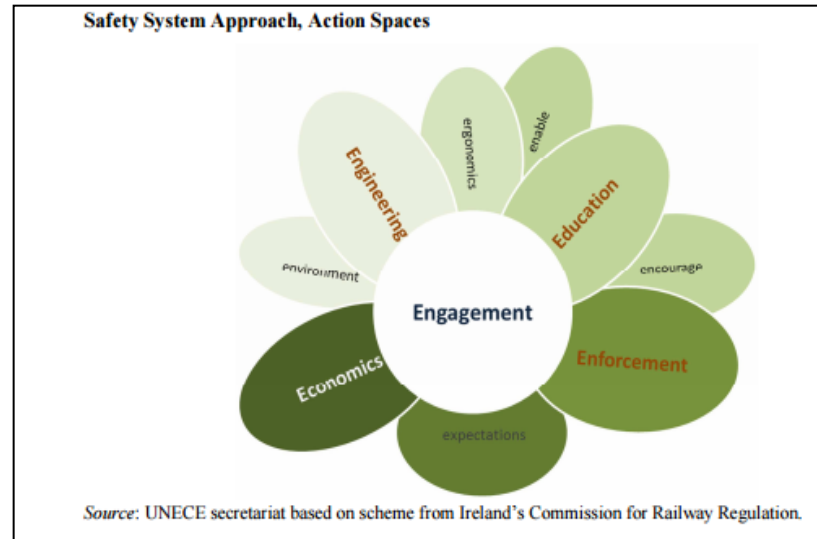 Safety System Approach, Action Spaces
enable
ergonomics
Engineering
Education
environment
encourage
Engagement
Economics
Enforcement
expectations
Source: UNECE secretariat based on scheme from Ireland's Commission for Railway Regulation.